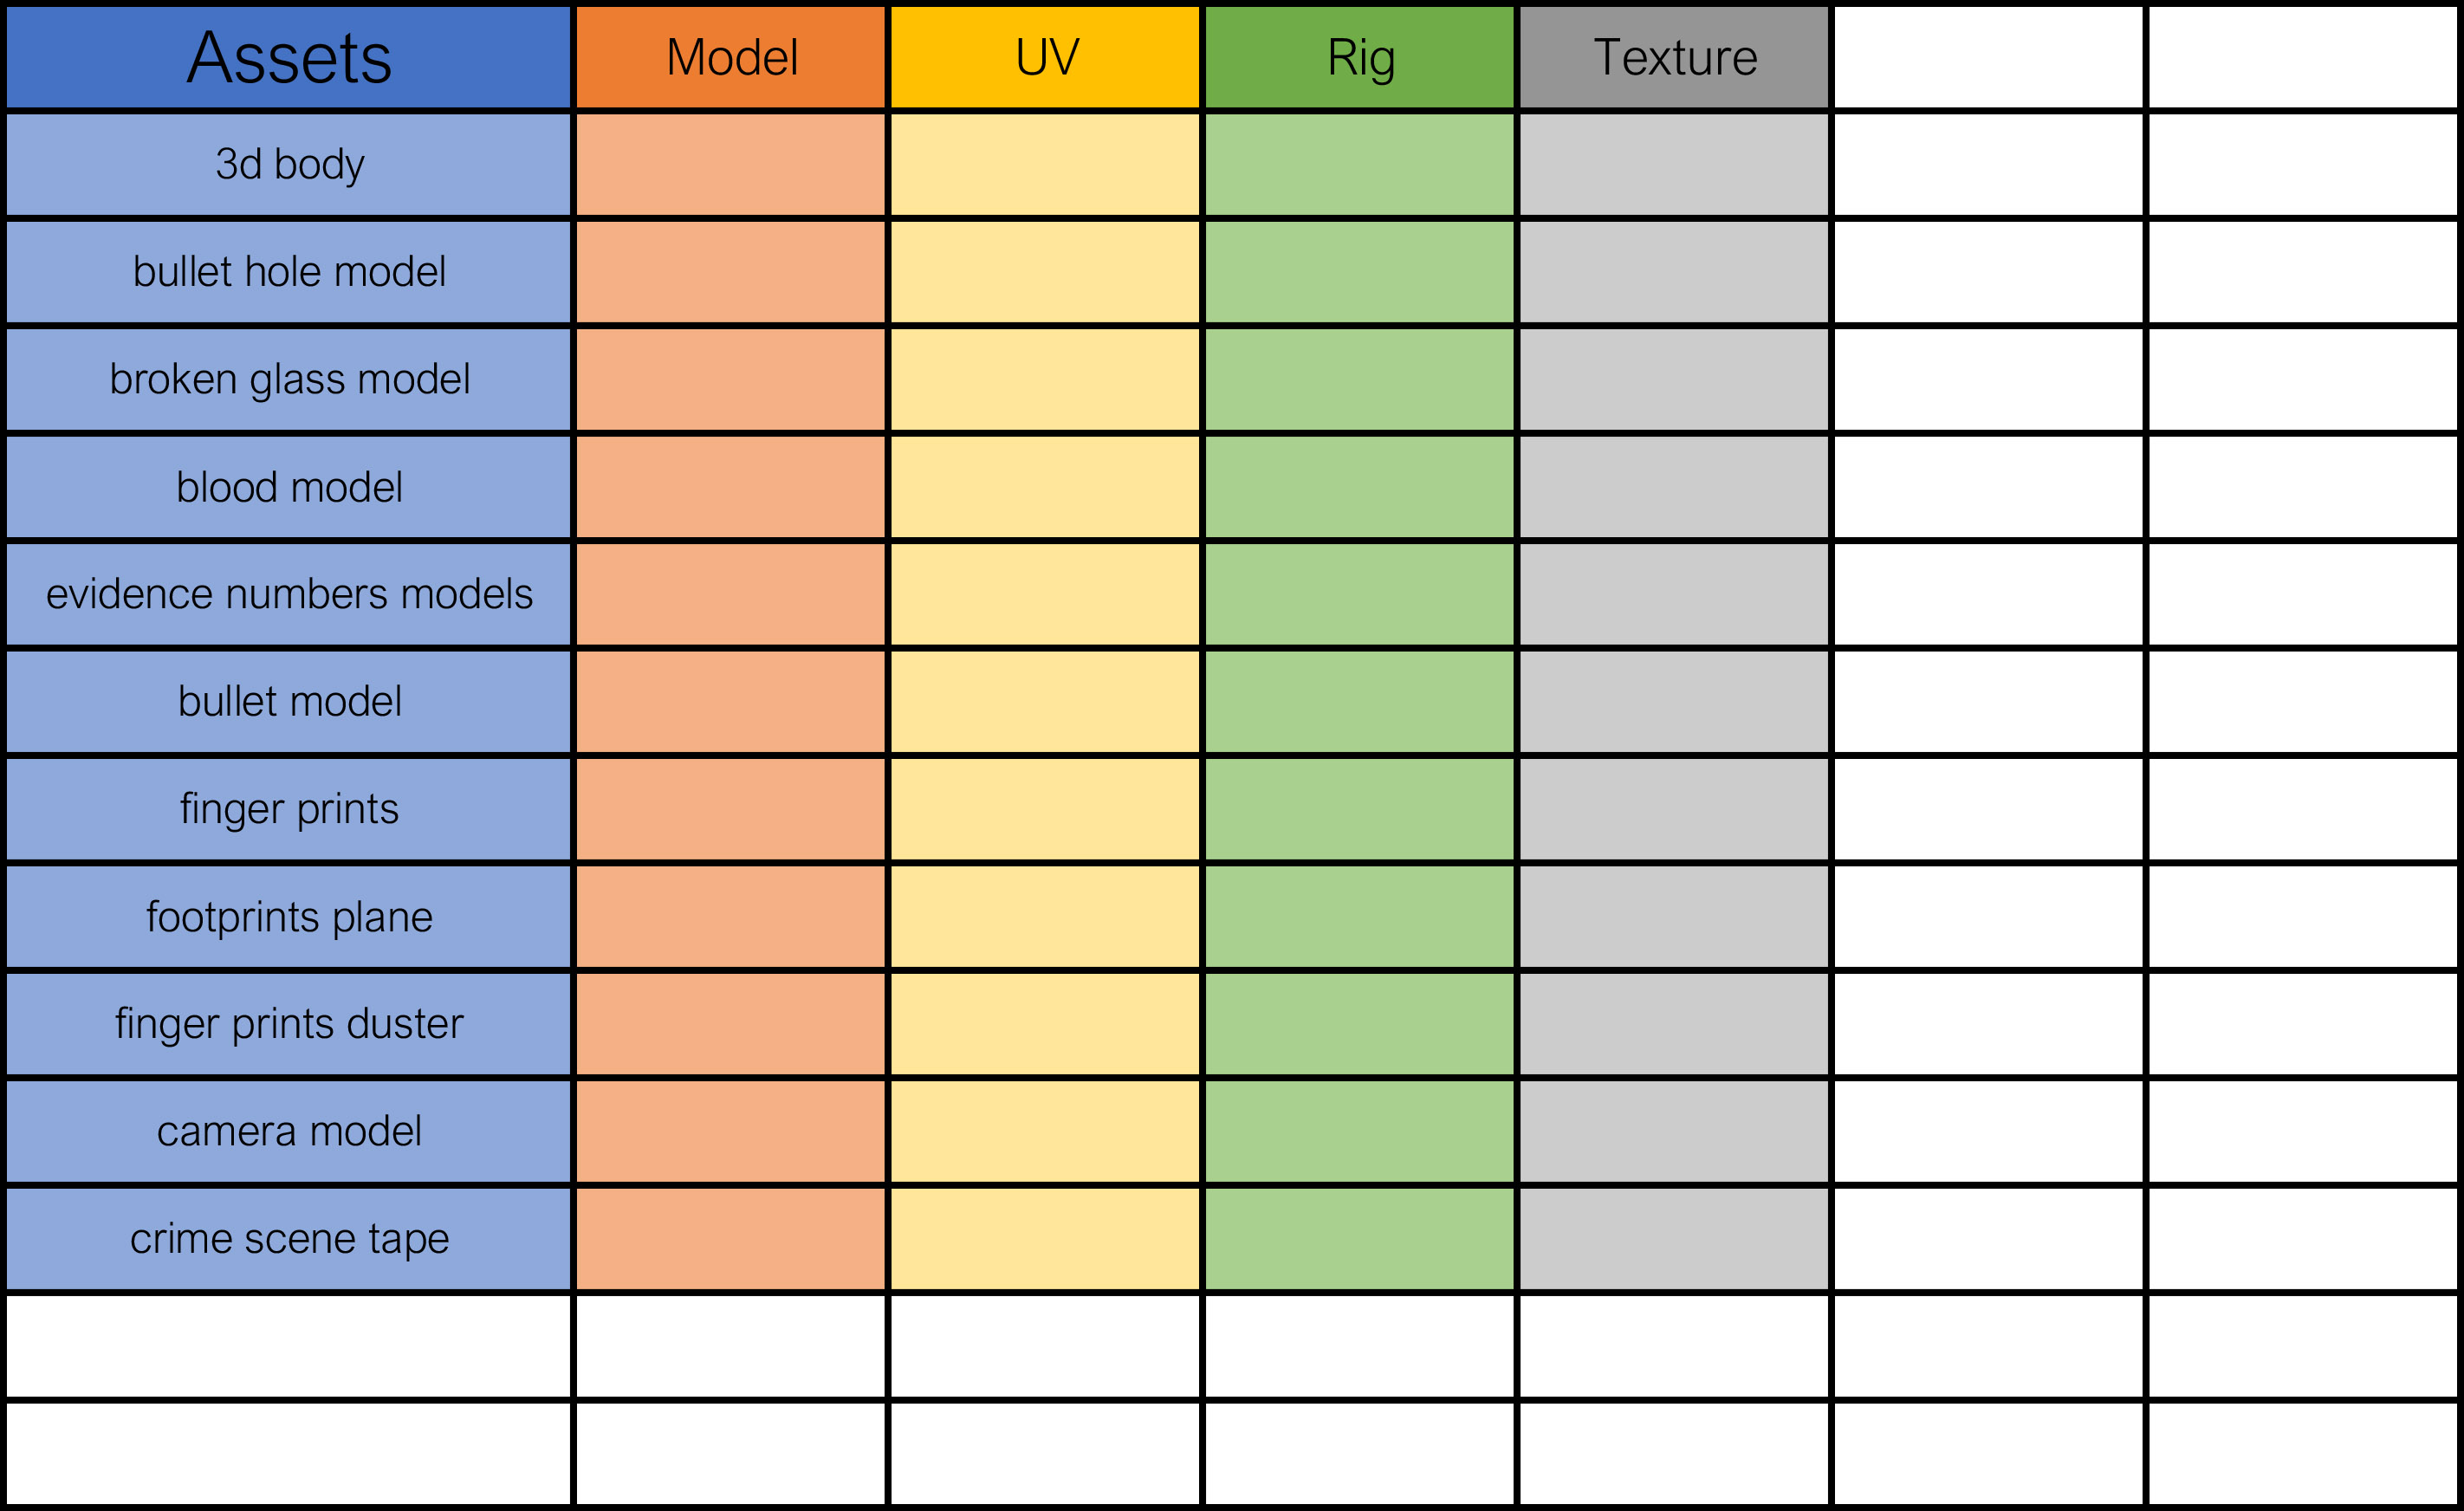 Assets Model UV Rig Texture
3d body
bullet hole model
broken glass model
blood model
evidence numbers models
bullet model
finger prints
footprints plane
finger prints duster
camera model
crime scene tape